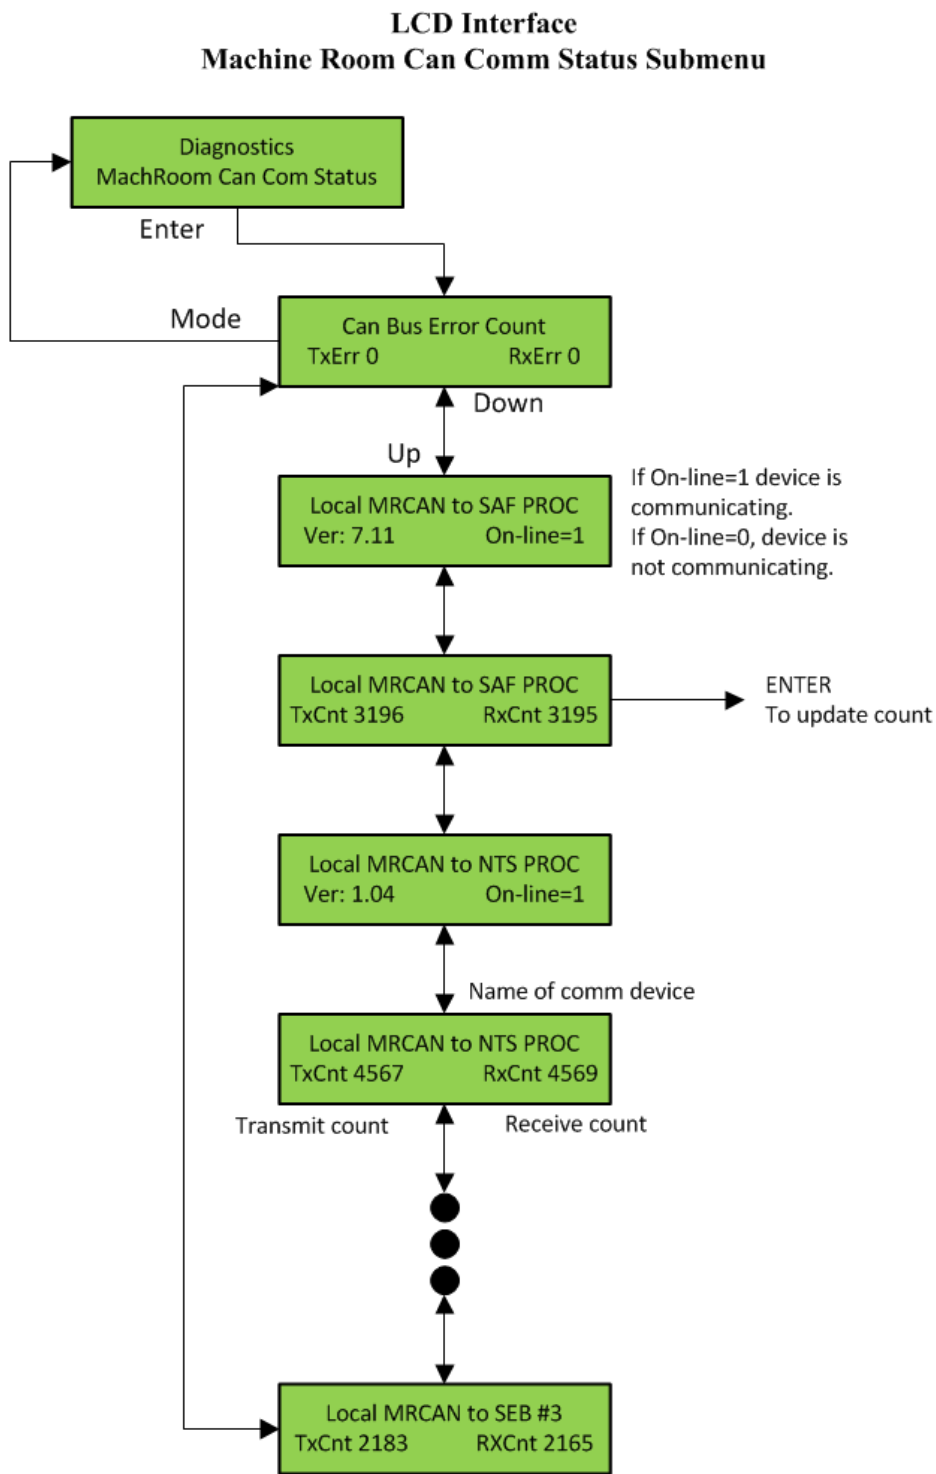 LCD Interface
Machine Room Can Comm Status Submenu
Diagnostics
MachRoom Can Com Status
Enter
Mode
Can Bus Error Count
TxErr 0 RxErr 0
Down
Up
Local MRCAN to SAF PROC
Ver: 7.11 On-line=1
If On-line=1 device is
communicating.
If On-line=0, device is
not communicating.
Local MRCAN to SAF PROC
TxCnt 3196 RxCnt 3195
ENTER
To update count
Local MRCAN to NTS PROC
Ver: 1.04 On-line=1
Name of comm device
Local MRCAN to NTS PROC
TxCnt 4567 RxCnt 4569
Transmit count Receive count
Local MRCAN to SEB #3
TxCnt 2183 RXCnt 2165